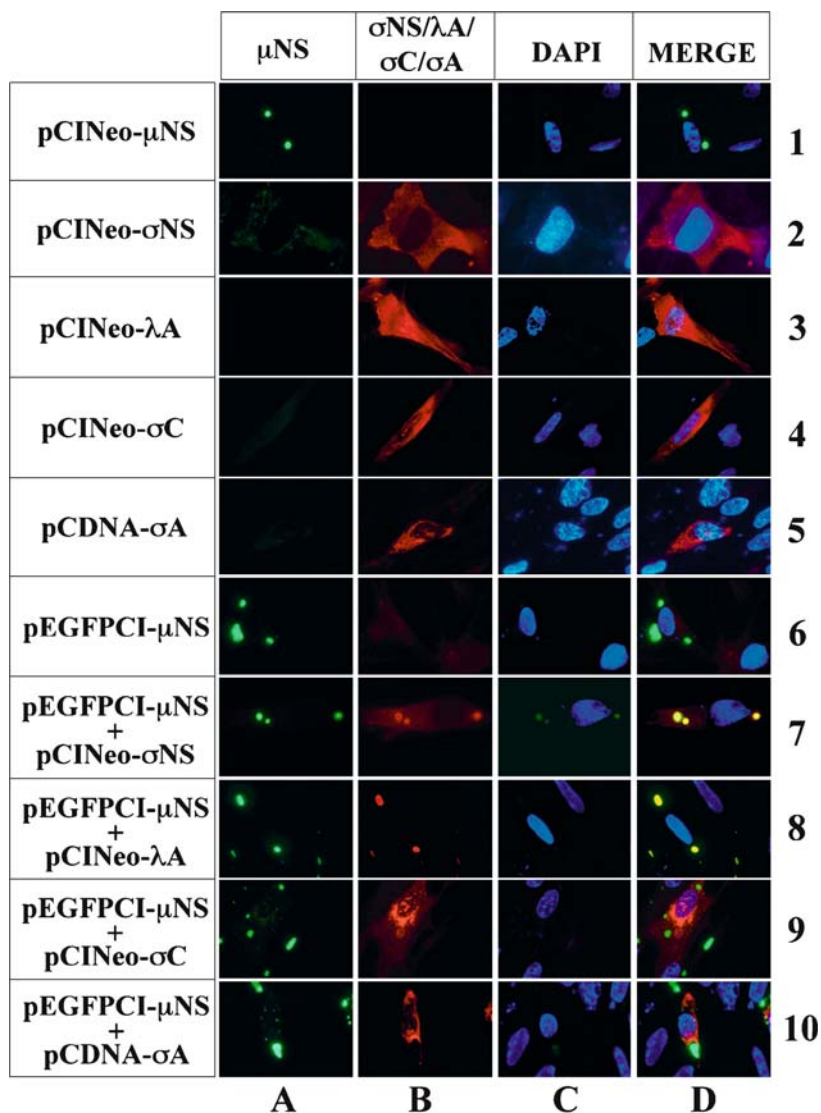 μNS
σNS/λA/
σC/σA
DAPI
MERGE
pCINeo-μNS
1
pCINeo-σNS
2
pCINeo-λA
3
pCINeo-σC
4
pCDNA-σA
5
pEGFPCI-μNS
6
pEGFPCI-μNS
+
pCINeo-σNS
7
pEGFPCI-μNS
+
pCINeo-λA
8
pEGFPCI-μNS
+
pCINeo-σC
9
pEGFPCI-μNS
+
pCDNA-σA
10
A B C D